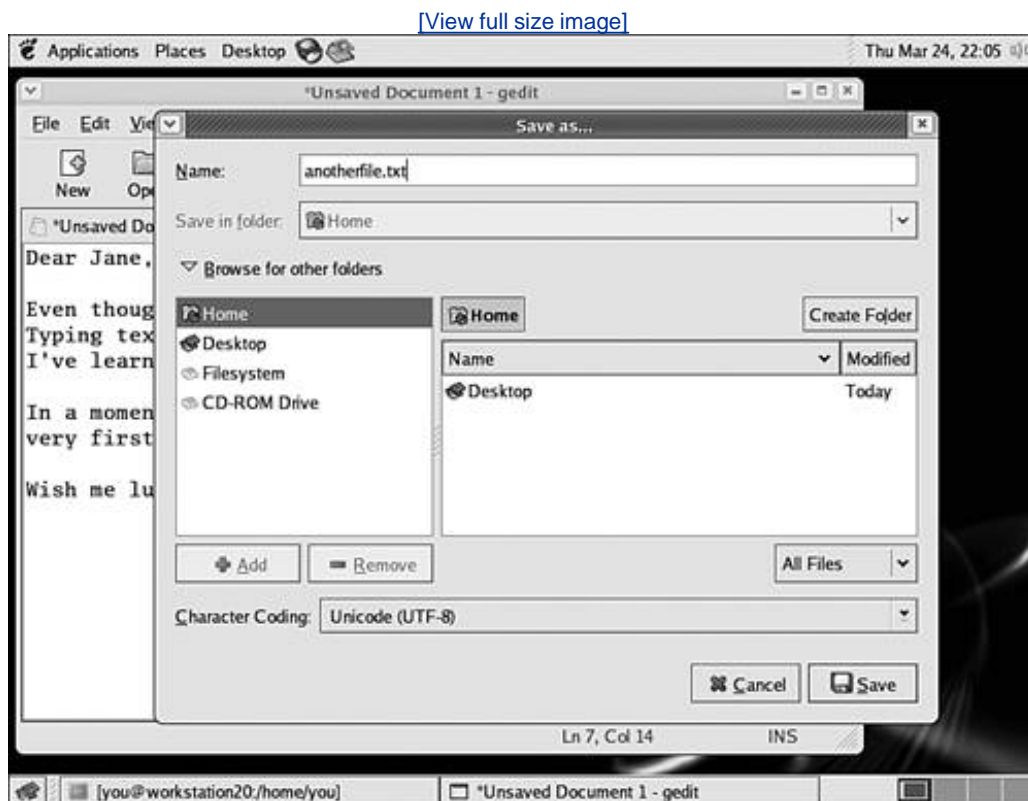 [View full size image]
Applications Places Desktop Thu Mar 24, 22:05
*Unsaved Document 1 - gedit
File Edit
Save as...
New
Name: anotherfile.txt
Save in folder: Home
*Unsaved Do
Browse for other folders
Dear Jane,
Even thoug
Typing tex
I've learn
In a momen
very first
Wish me lu
Home
Desktop
Filesystem
CD-ROM Drive
Home
Create Folder
Name Modified
Desktop Today
Add Remove
All Files
Character Coding: Unicode (UTF-8)
Cancel Save
Ln 7, Col 14 INS
[you@workstation20:/home/you] *Unsaved Document 1 - gedit